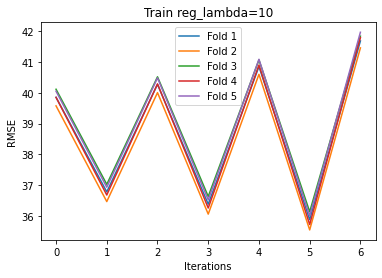 Train reg_lambda=10
Fold 1
Fold 2
Fold 3
Fold 4
Fold 5
RMSE
42
41
40
39
38
37
36
0 1 2 3 4 5 6
Iterations